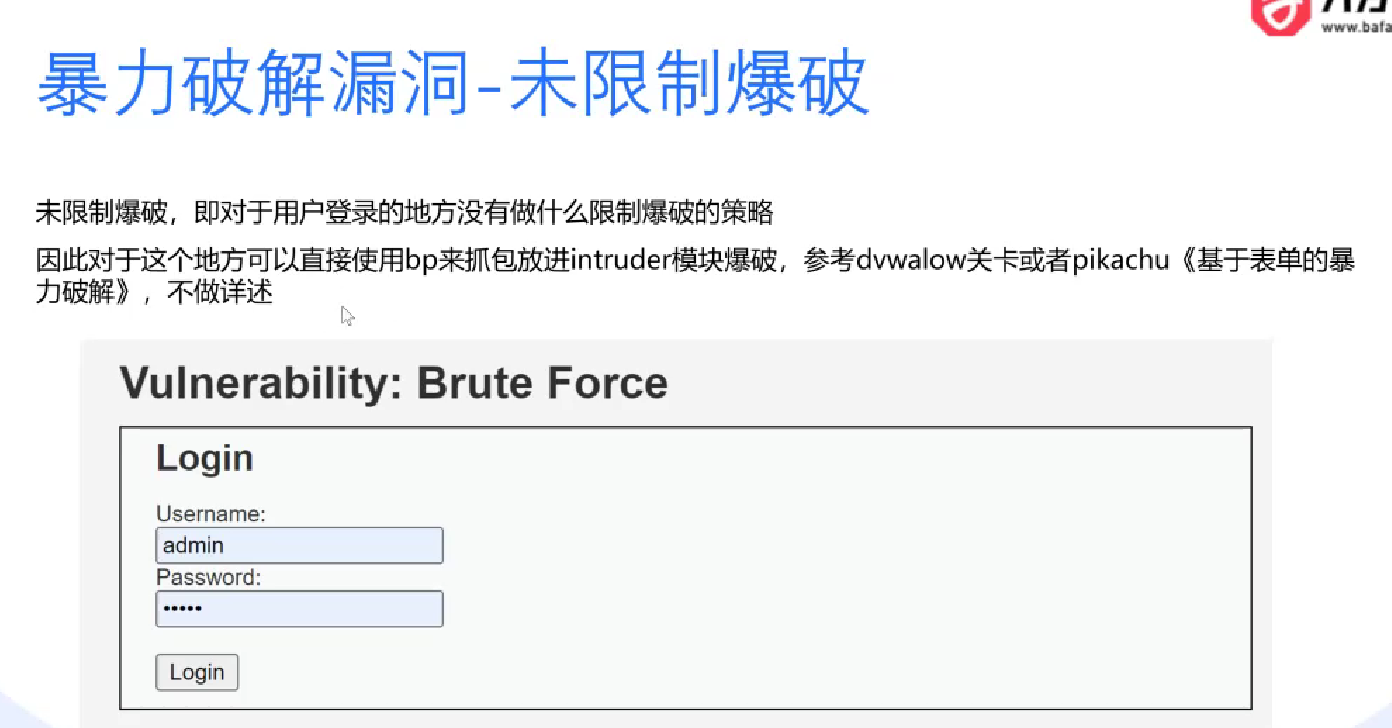 www.bafa
暴力破解漏洞-未限制爆破
未限制爆破，即对于用户登录的地方没有做什么限制爆破的策略
因此对于这个地方可以直接使用bp来抓包放进intruder模块爆破，参考dvwalow关卡或者pikachu《基于表单的暴
力破解》，不做详述
Vulnerability: Brute Force
Login
Username:
admin
Password:
•••••
Login